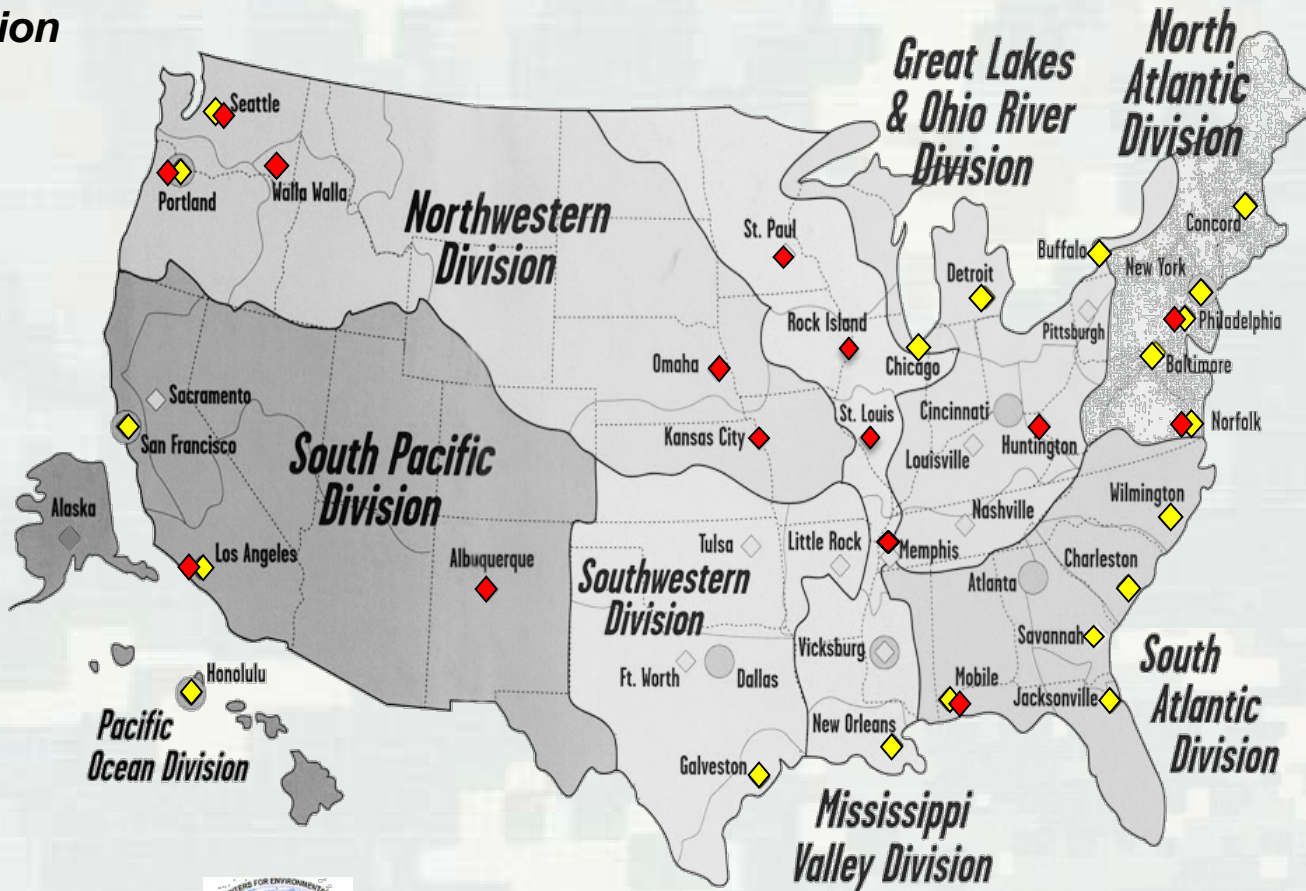 ion
North
Atlantic
Division
Great Lakes
& Ohio River
Division
Seattle
Portland
Walla Walla
Northwestern
Division
St. Paul
Concord
Buffalo
New York
Detroit
Rock Island
Pittsburgh
Philadelphia
Omaha
Chicago
Baltimore
Sacramento
St. Louis
Cincinnati
Norfolk
San Francisco
Kansas City
Louisville
Huntington
South Pacific
Division
Alaska
Wilmington
Nashville
Los Angeles
Albuquerque
Tulsa
Little Rock
Memphis
Charleston
Southwestern
Division
Atlanta
Savannah
Vicksburg
South
Atlantic
Division
Honolulu
Ft. Worth
Dallas
Mobile
Jacksonville
Pacific
Ocean Division
New Orleans
Galveston
Mississippi
Valley Division
TERS FOR ENVIRONMENTA